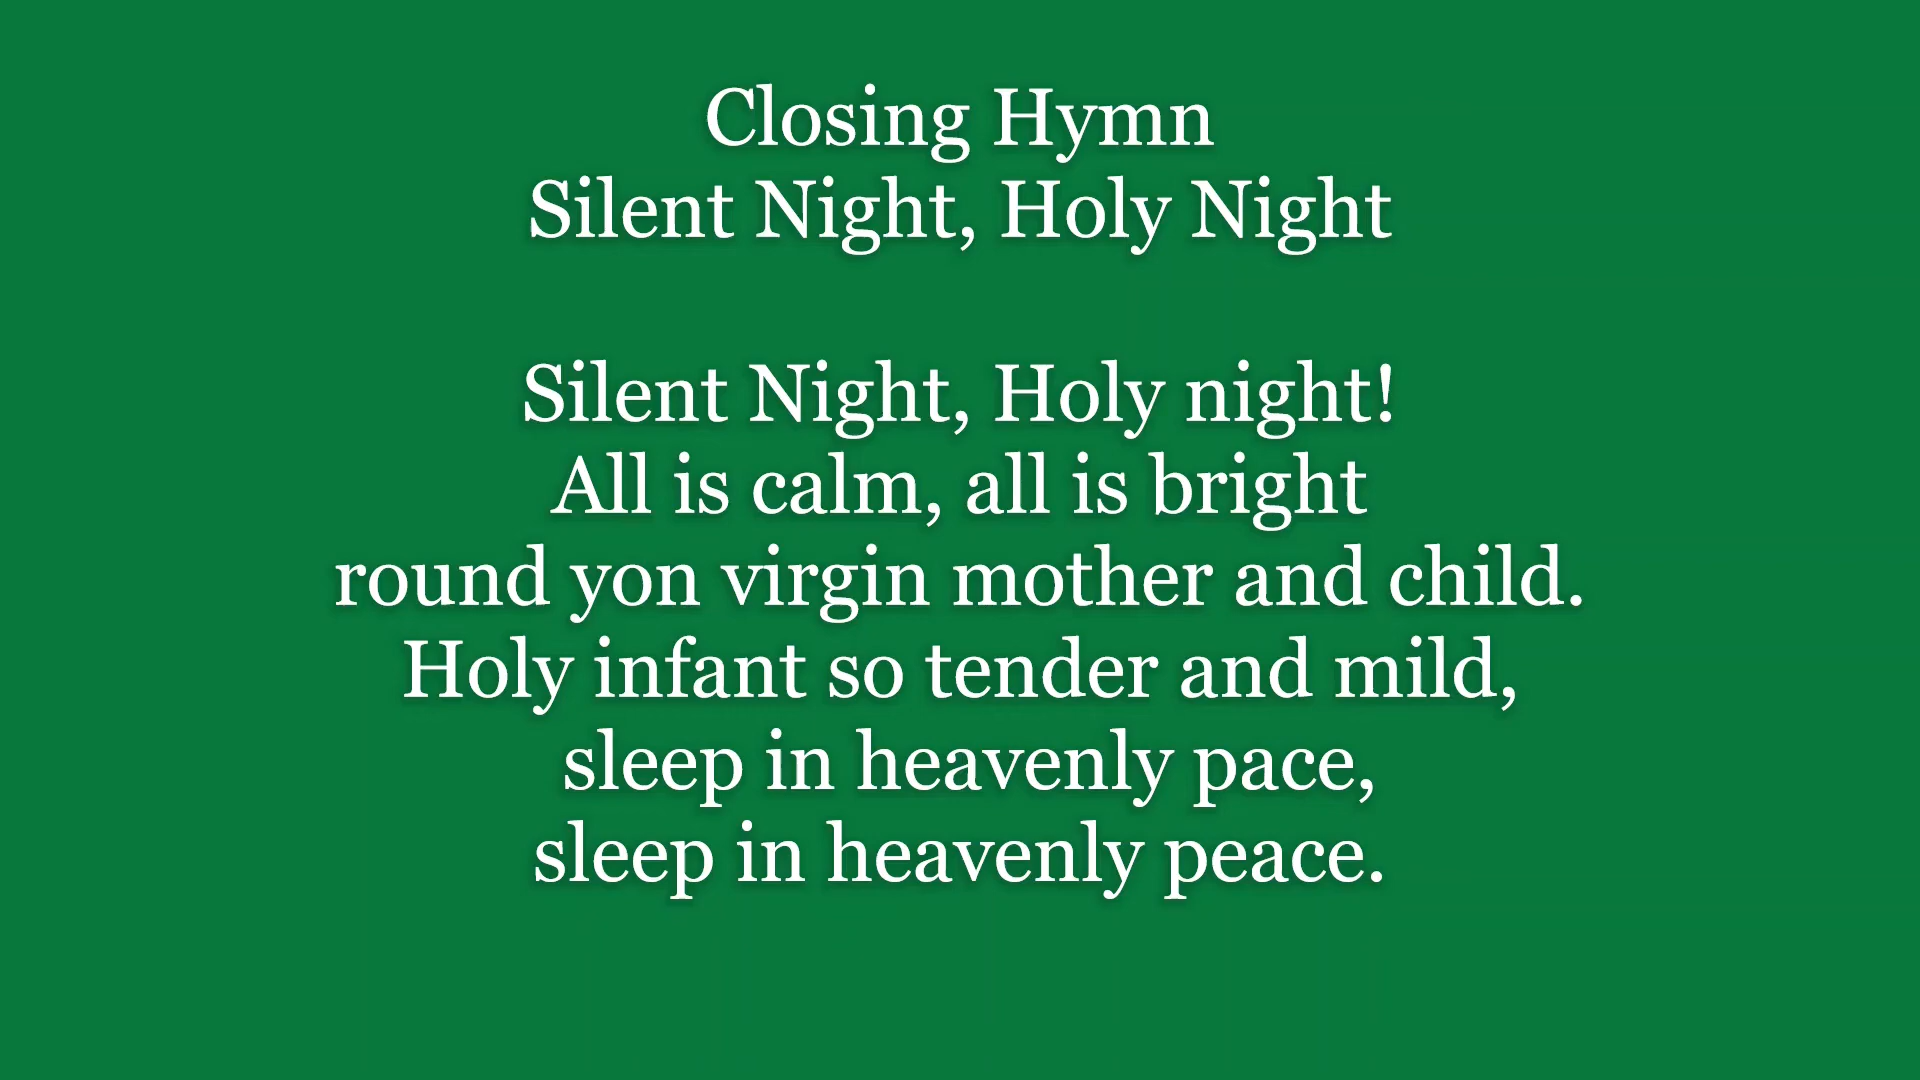 Closing Hymn
Silent Night, Holy Night
Silent Night, Holy night!
All is calm, all is bright
round yon virgin mother and child.
Holy infant so tender and mild,
sleep in heavenly pace,
sleep in heavenly peace.